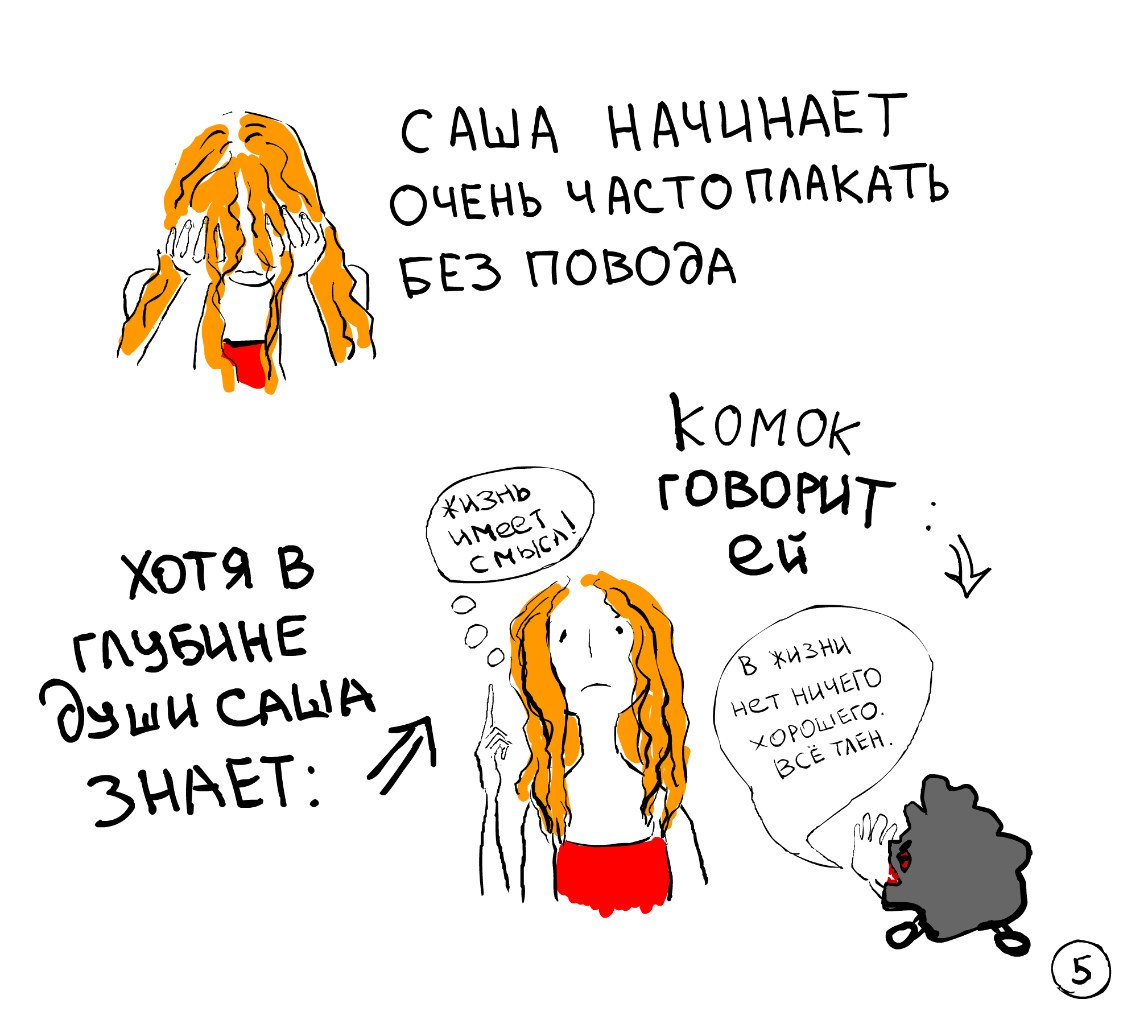 САША НАЧИНАЕТ
ОЧЕНЬ ЧАСТО ПЛАКАТЬ
БЕЗ ПОВОДА
ХОТЯ В
ГЛУБИНЕ
ДУШИ САША
ЗНАЕТ:
ЖИЗНЬ
ИМЕЕТ
СМЫСЛ!
КОМОК
ГОВОРИТ
ЕЙ :
В ЖИЗНИ
НЕТ НИЧЕГО
ХОРОШЕГО.
ВСЁ ТЛЕН.
5